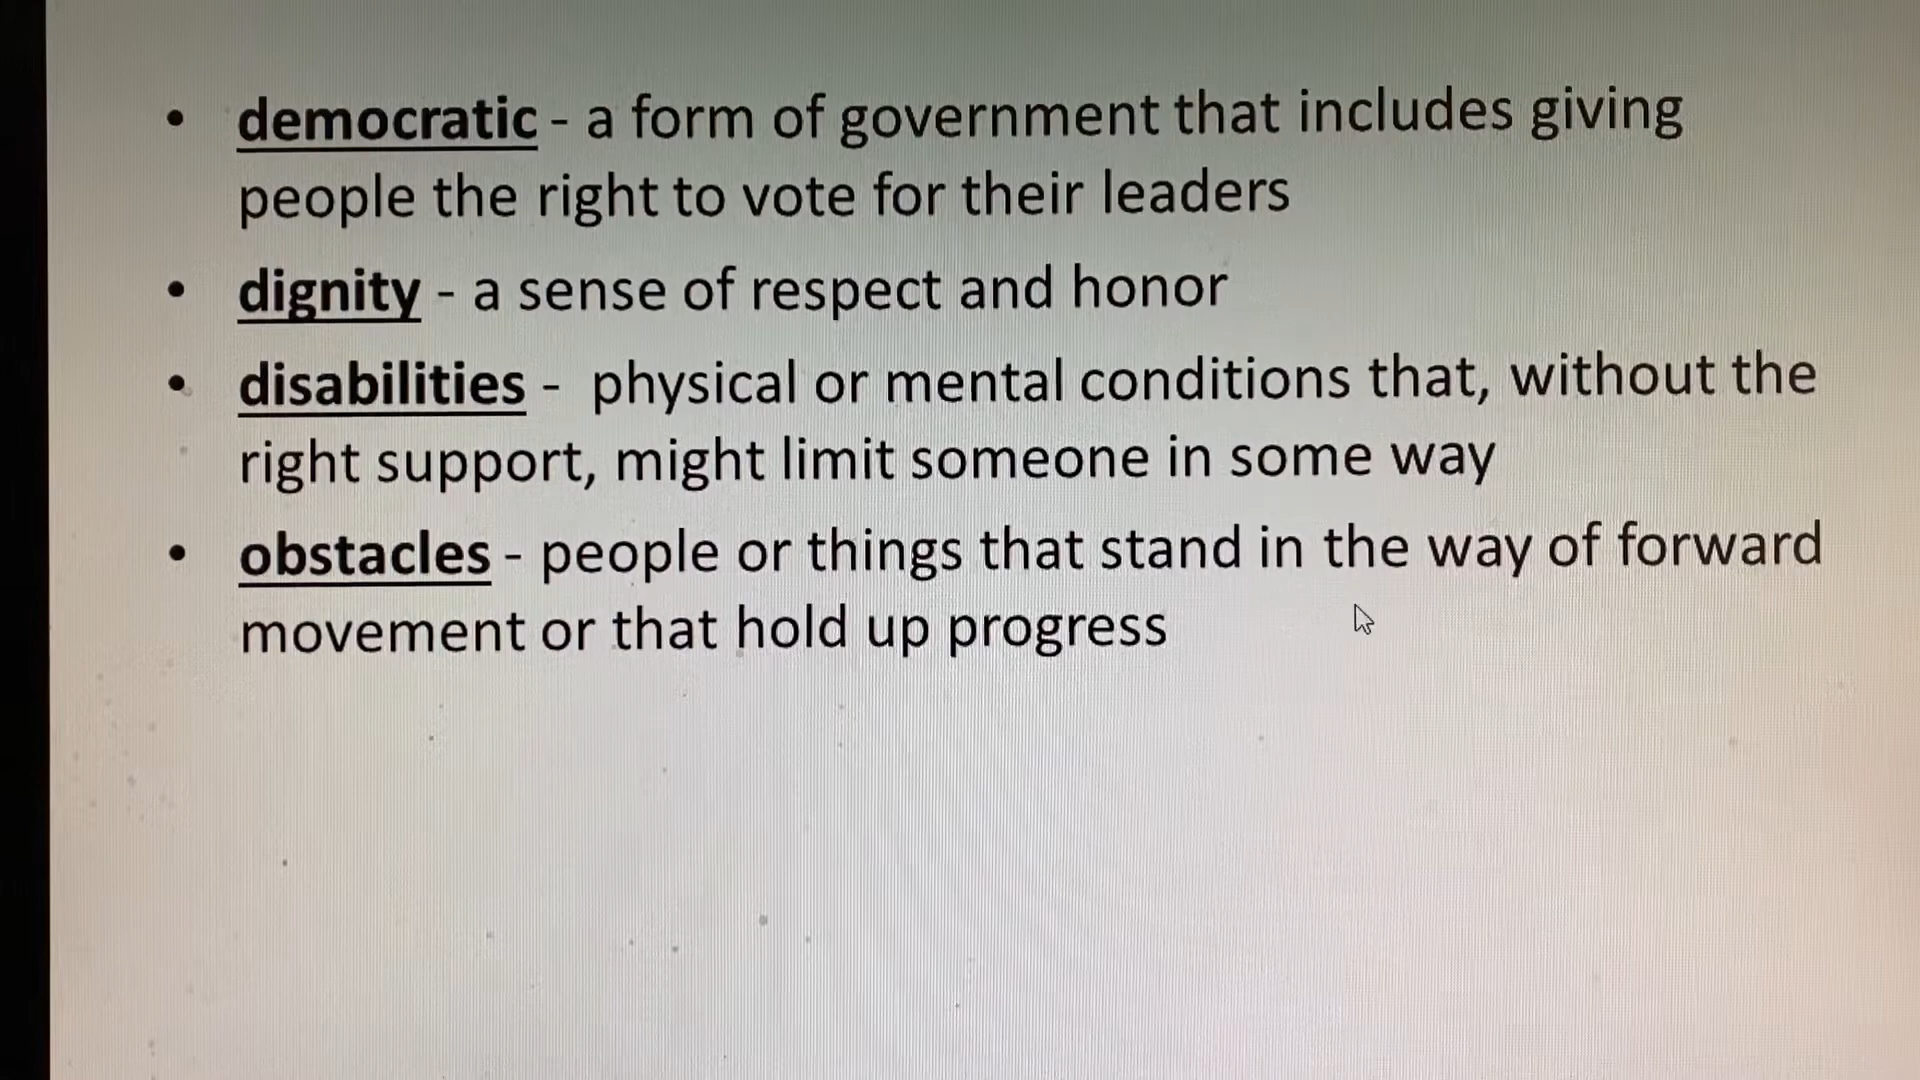 • democratic - a form of government that includes giving
people the right to vote for their leaders
• dignity - a sense of respect and honor
• disabilities -  physical or mental conditions that, without the
right support, might limit someone in some way
• obstacles - people or things that stand in the way of forward
movement or that hold up progress